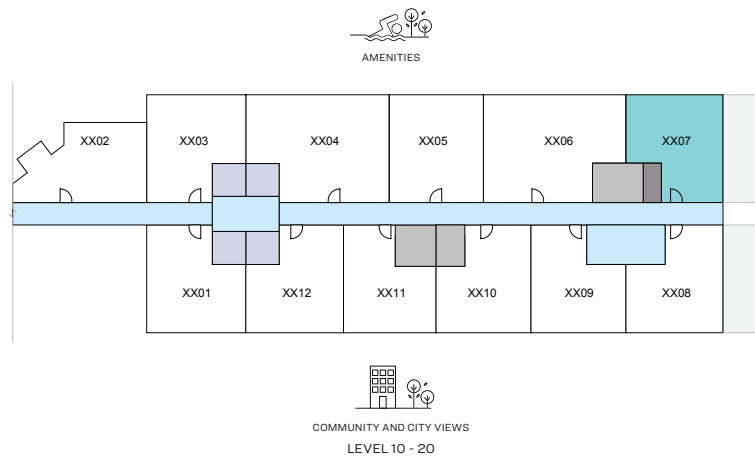 AMENITIES
XX02
XX03
XX04
XX05
XX06
XX07
XX01
XX12
XX11
XX10
XX09
XX08
COMMUNITY AND CITY VIEWS
LEVEL 10 - 20